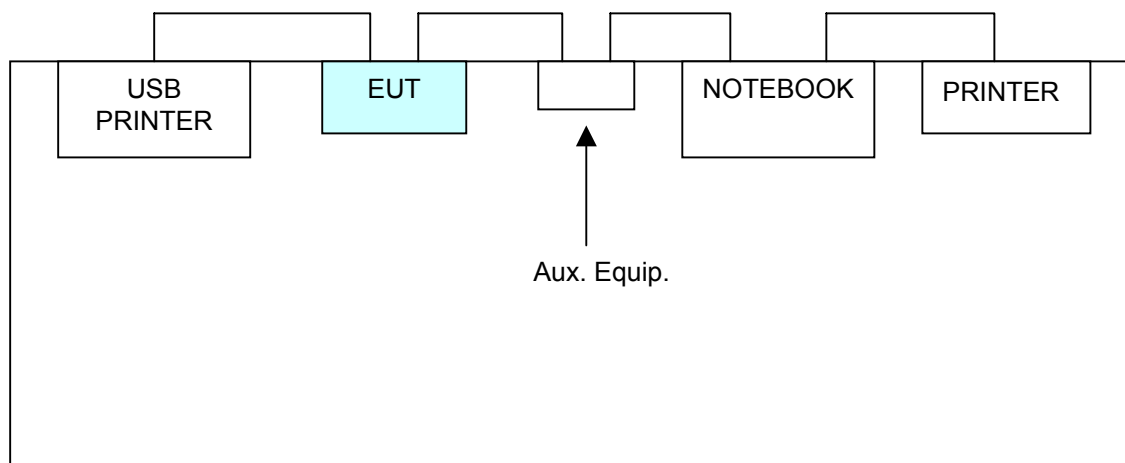 USB
PRINTER
EUT
NOTEBOOK
PRINTER
Aux. Equip.